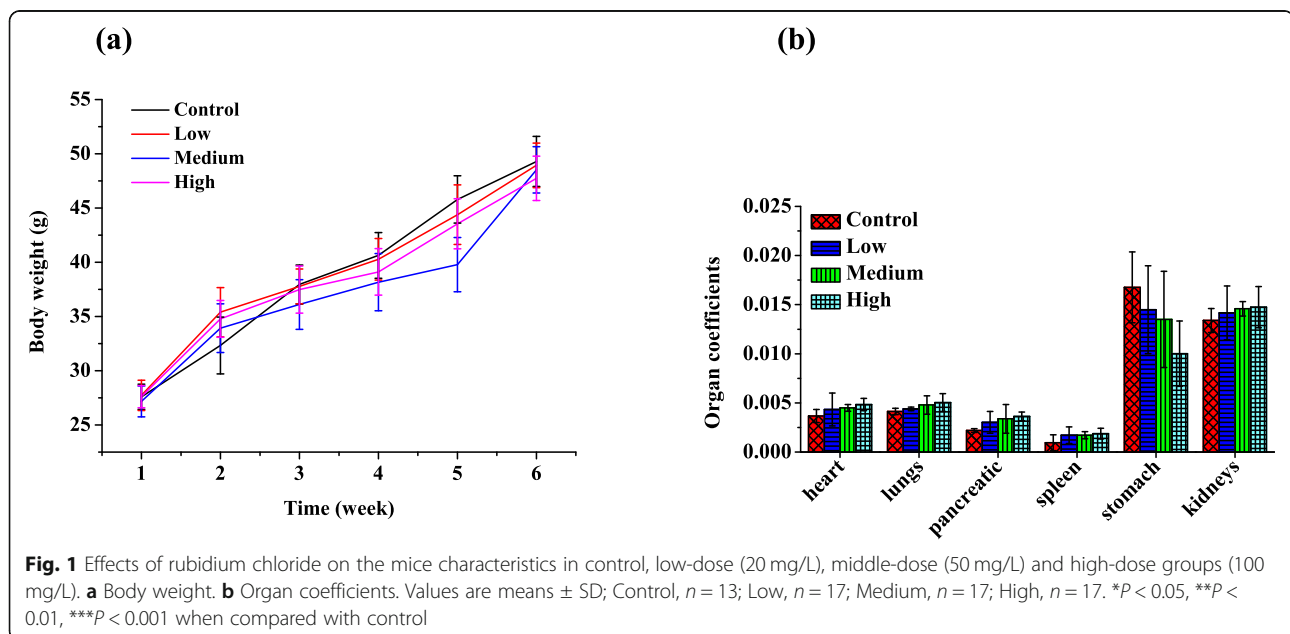 (a)
Control
Low
Medium
High
55
50
45
40
35
30
25
Body weight (g)
1 2 3 4 5 6
Time (week)
(b)
Control
Low
Medium
High
0.025
0.020
0.015
0.010
0.005
0.000
Organ coefficients
heart
lungs
pancreatic
spleen
stomach
kidneys
Fig. 1 Effects of rubidium chloride on the mice characteristics in control, low-dose (20 mg/L), middle-dose (50 mg/L) and high-dose groups (100
mg/L). a Body weight. b Organ coefficients. Values are means ± SD; Control, n = 13; Low, n = 17; Medium, n = 17; High, n = 17. *P < 0.05, **P <
0.01, ***P < 0.001 when compared with control